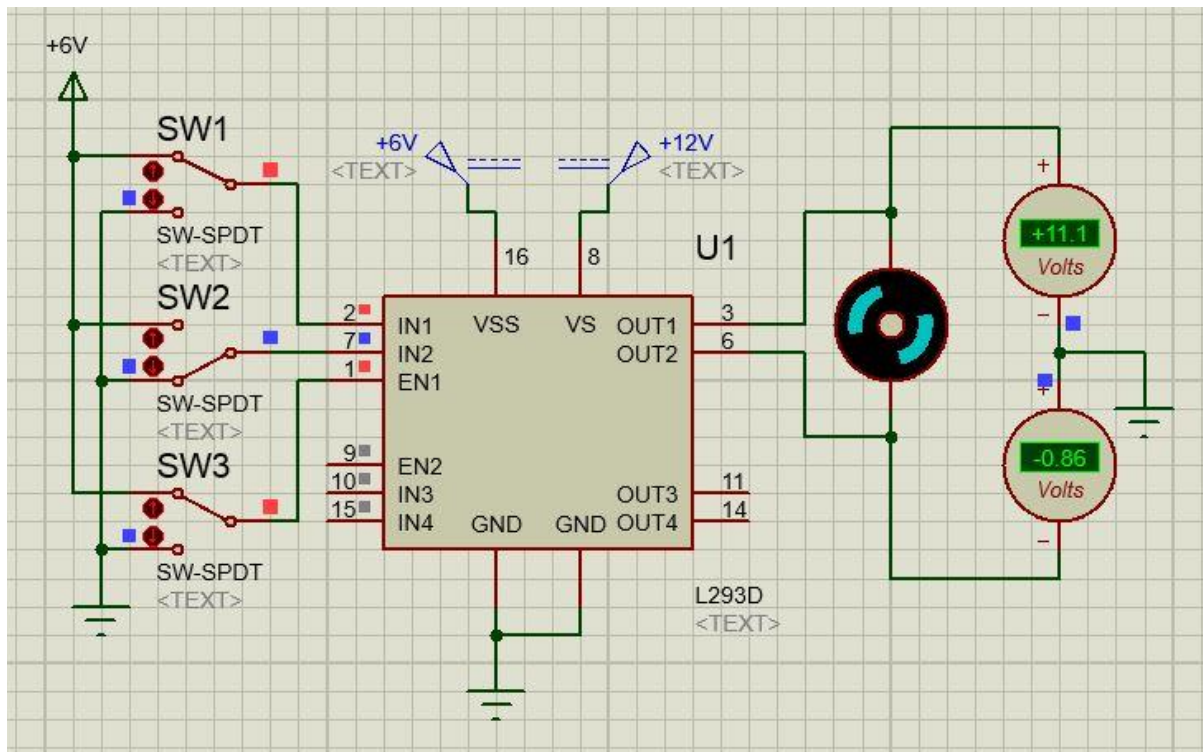 +6V
SW1
SW-SPDT
<TEXT>
SW2
SW-SPDT
<TEXT>
SW3
SW-SPDT
<TEXT>
+6V
<TEXT>
+12V
<TEXT>
16
8
U1
2
7
1
9
10
15
IN1
IN2
EN1
EN2
IN3
IN4
VSS
VS
OUT1
OUT2
OUT3
OUT4
GND
GND
3
6
11
14
L293D
<TEXT>
+
+11.1
Volts
−
+
-0.86
Volts
−